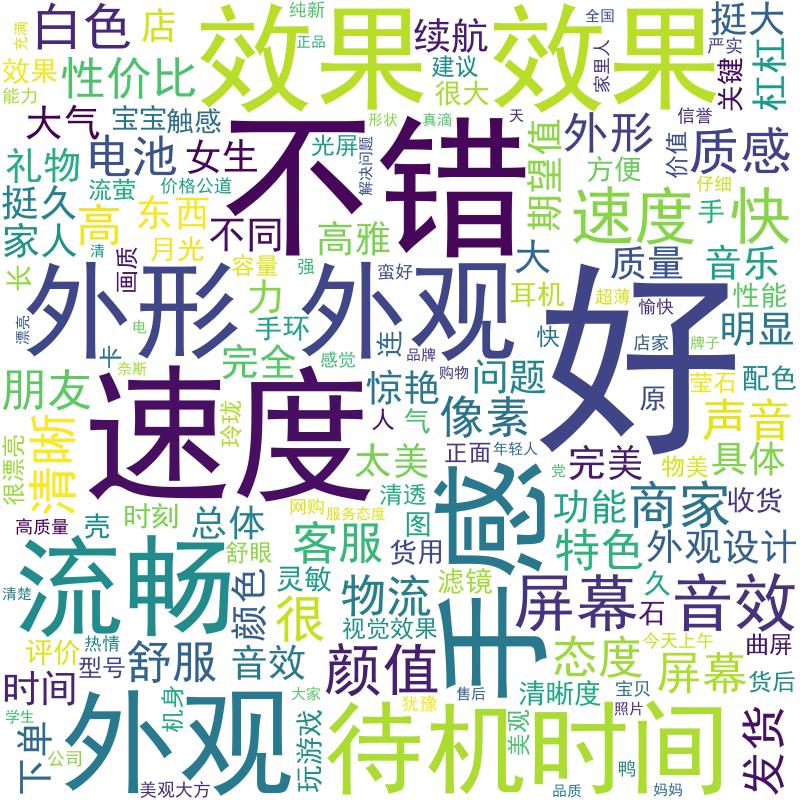 纯新
全国
白色
店
效果
效果
续航
挺大
充满
正品
家里人
严实
效果
性价比
建议
很大
关键
杠杠
能力
大气
宝宝
触感
形状
真滴
天
外形
信誉
不错
期望值
礼物
电池
女生
光屏
解决问题
方便
价值
质感
挺久
流萤
价格公道
仔细
速度
手
快
家人
高
东西
不同
高雅
清
月光
大
质量
音乐
长
画质
容量
强
蛮好
外形
外观
好
耳机
超薄
愉快
性能
力
手环
连
漂亮
电
卡
完全
感觉
品牌
快
店家
牌子
明显
朋友
奈斯
购物
惊艳
问题
原
莹石
配色
速度
玲珑
人
气
像素
声音
清晰
很漂亮
太美
正面
年轻人
完美
物美
具体
手感
党
高质量
壳
时刻
总体
网购
服务态度
清透
图
功能
商家
收货
流畅
舒眼
客服
货用
特色
外观设计
清楚
颜色
灵敏
物流
滤镜
屏幕
久
石
音效
很
视觉效果
评价
热情
型号
舒服
音效
颜值
态度
今天上午
曲屏
屏幕
时间
外观
机身
大家
犹豫
售后
清晰度
宝贝
货后
照片
学生
下单
公司
玩游戏
待机时间
美观
发货
美观大方
品质
鸭
妈妈